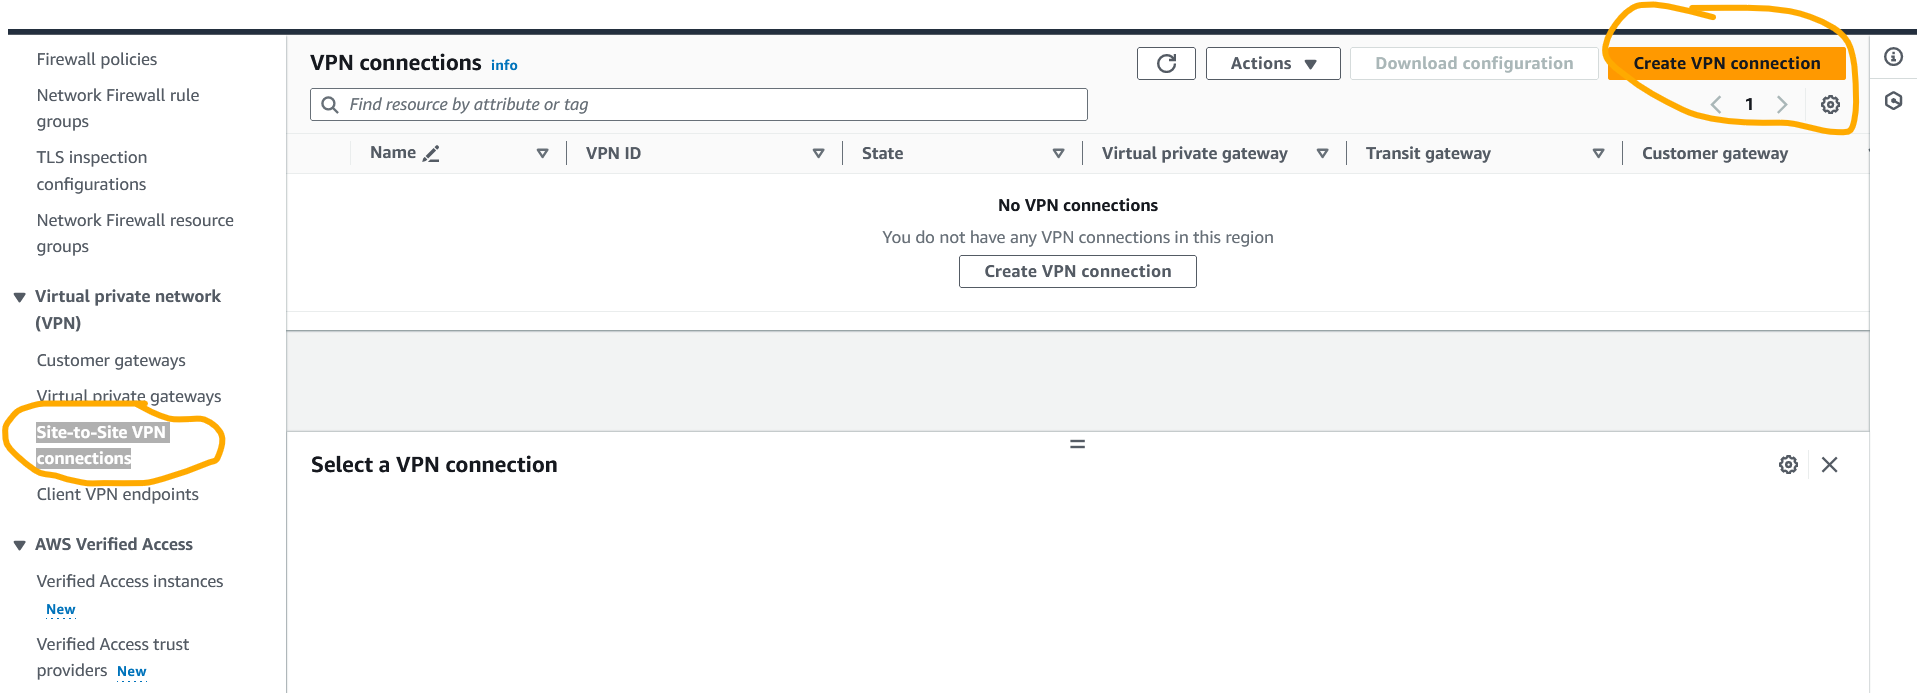 Firewall policies
Network Firewall rule
groups
TLS inspection
configurations
Network Firewall resource
groups
Virtual private network
(VPN)
Customer gateways
Virtual private gateways
Site-to-Site VPN
connections
Client VPN endpoints
AWS Verified Access
Verified Access instances
New
Verified Access trust
providers New
VPN connections info
Actions
Download configuration
Create VPN connection
Find resource by attribute or tag
1
Name
VPN ID
State
Virtual private gateway
Transit gateway
Customer gateway
No VPN connections
You do not have any VPN connections in this region
Create VPN connection
Select a VPN connection